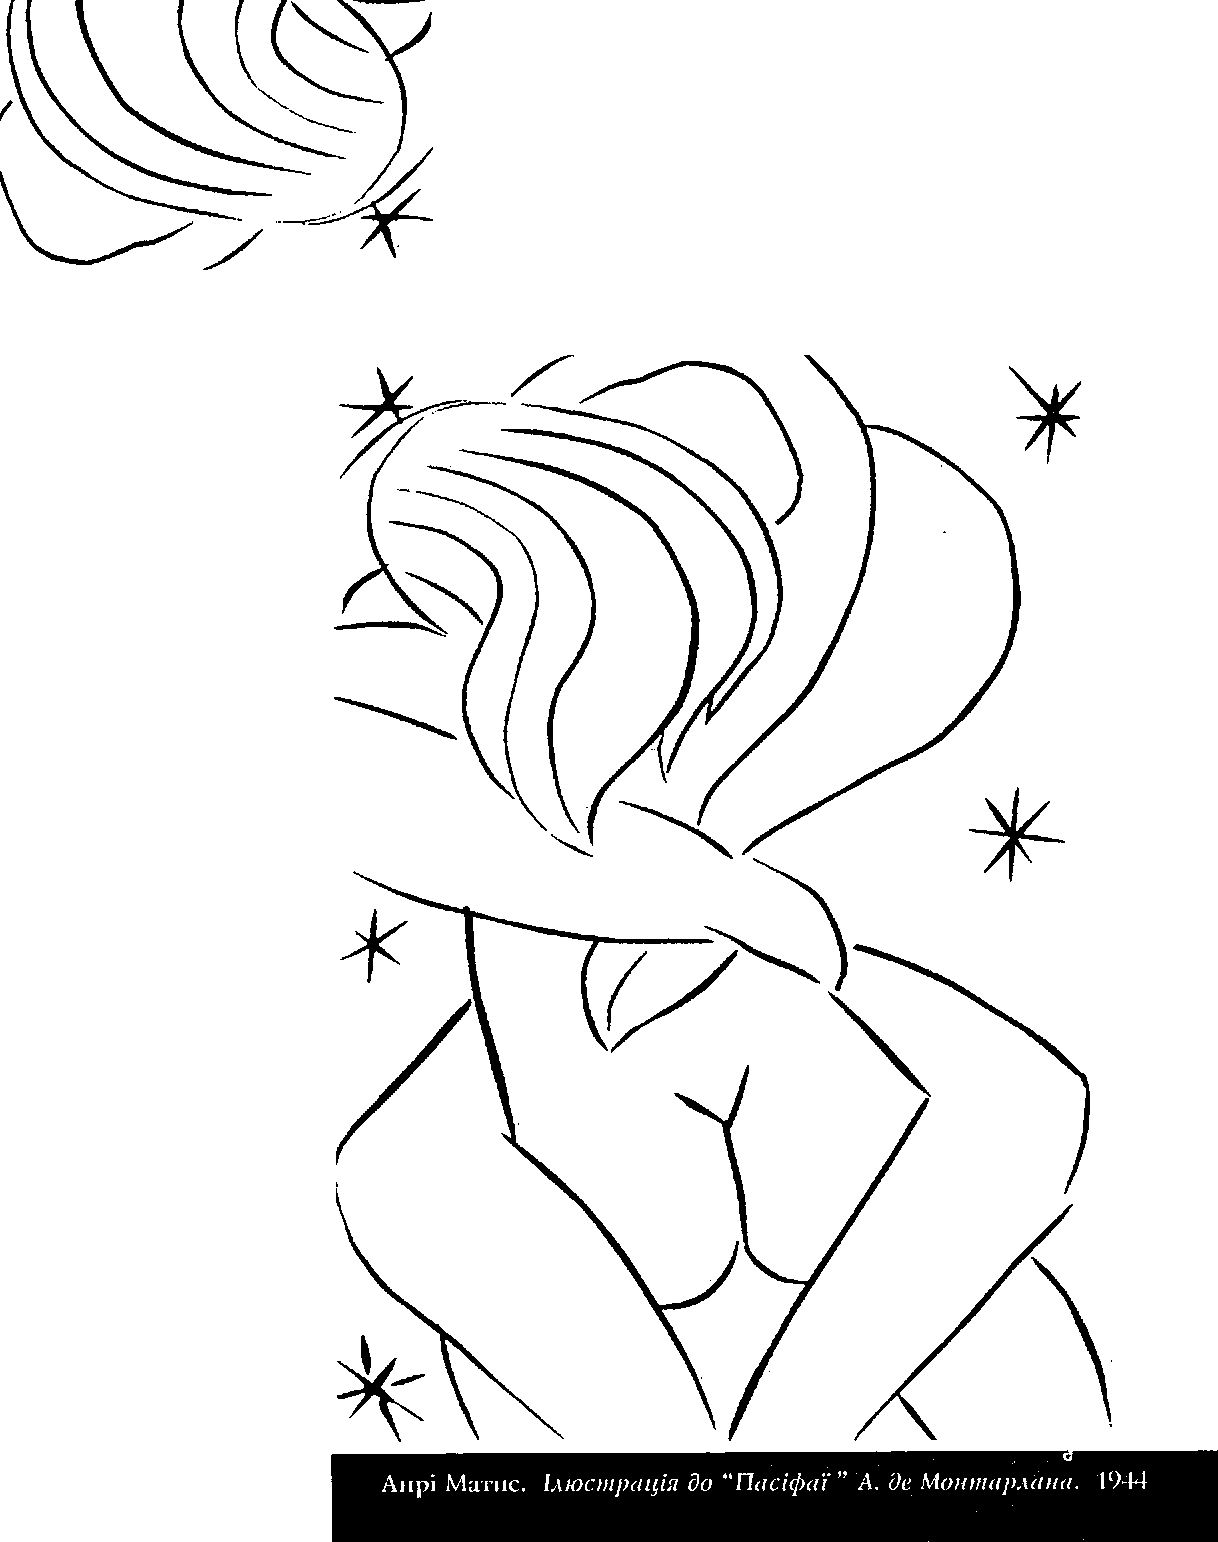 Анрі Матис. Ілюстрація до “Пасіфаї” А. де Монтарлана. 1944